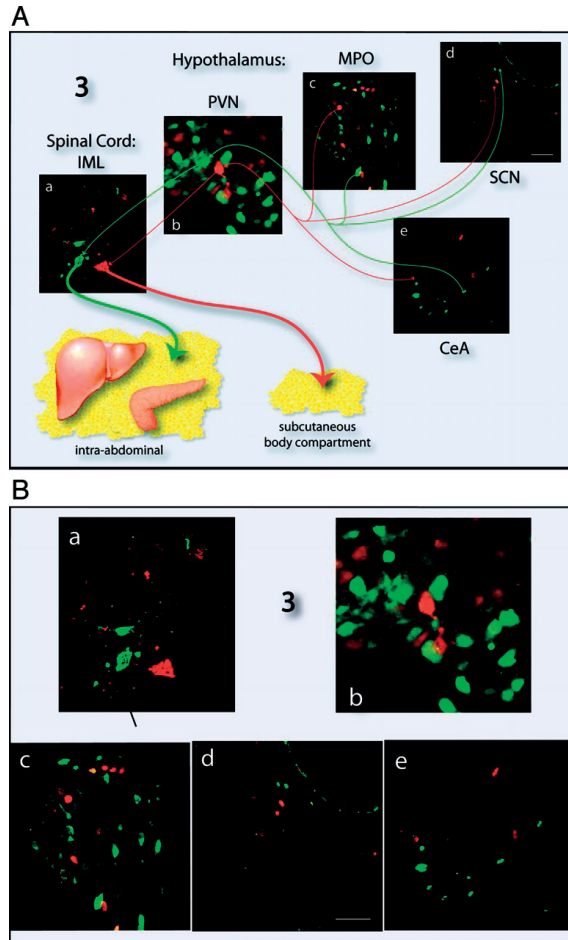 A
3
Hypothalamus:
MPO
c
d
SCN
PVN
b
Spinal Cord:
IML
a
e
CeA
intra-abdominal
subcutaneous
body compartment
B
a
3
b
c
d
e